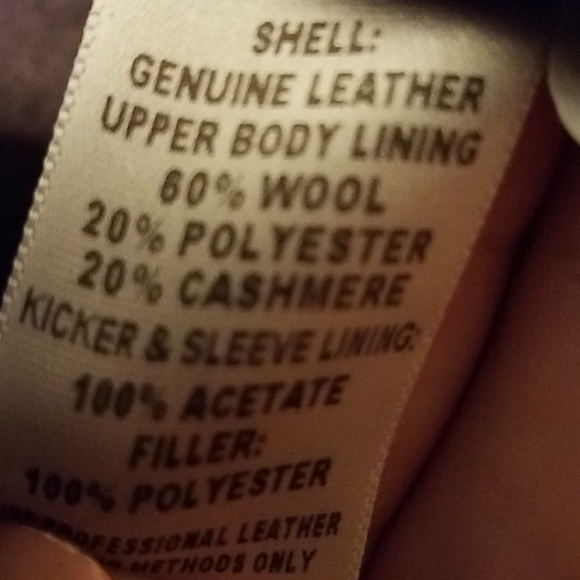 SHELL:
GENUINE LEATHER
UPPER BODY LINING
60% WOOL
20% POLYESTER
20% CASHMERE
KICKER & SLEEVE LINING:
100% ACETATE
FILLER:
100% POLYESTER
LEATHER
METHODS ONLY